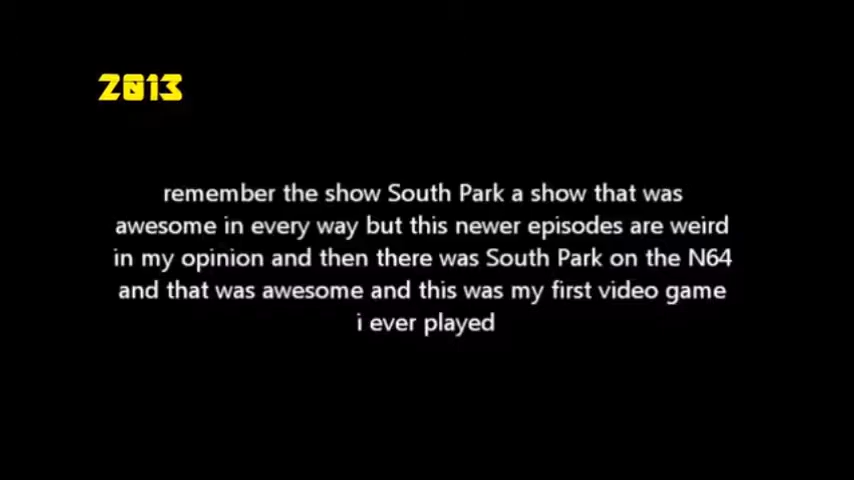 2013
remember the show South Park a show that was
awesome in every way but this newer episodes are weird
in my opinion and then there was South Park on the N64
and that was awesome and this was my first video game
i ever played